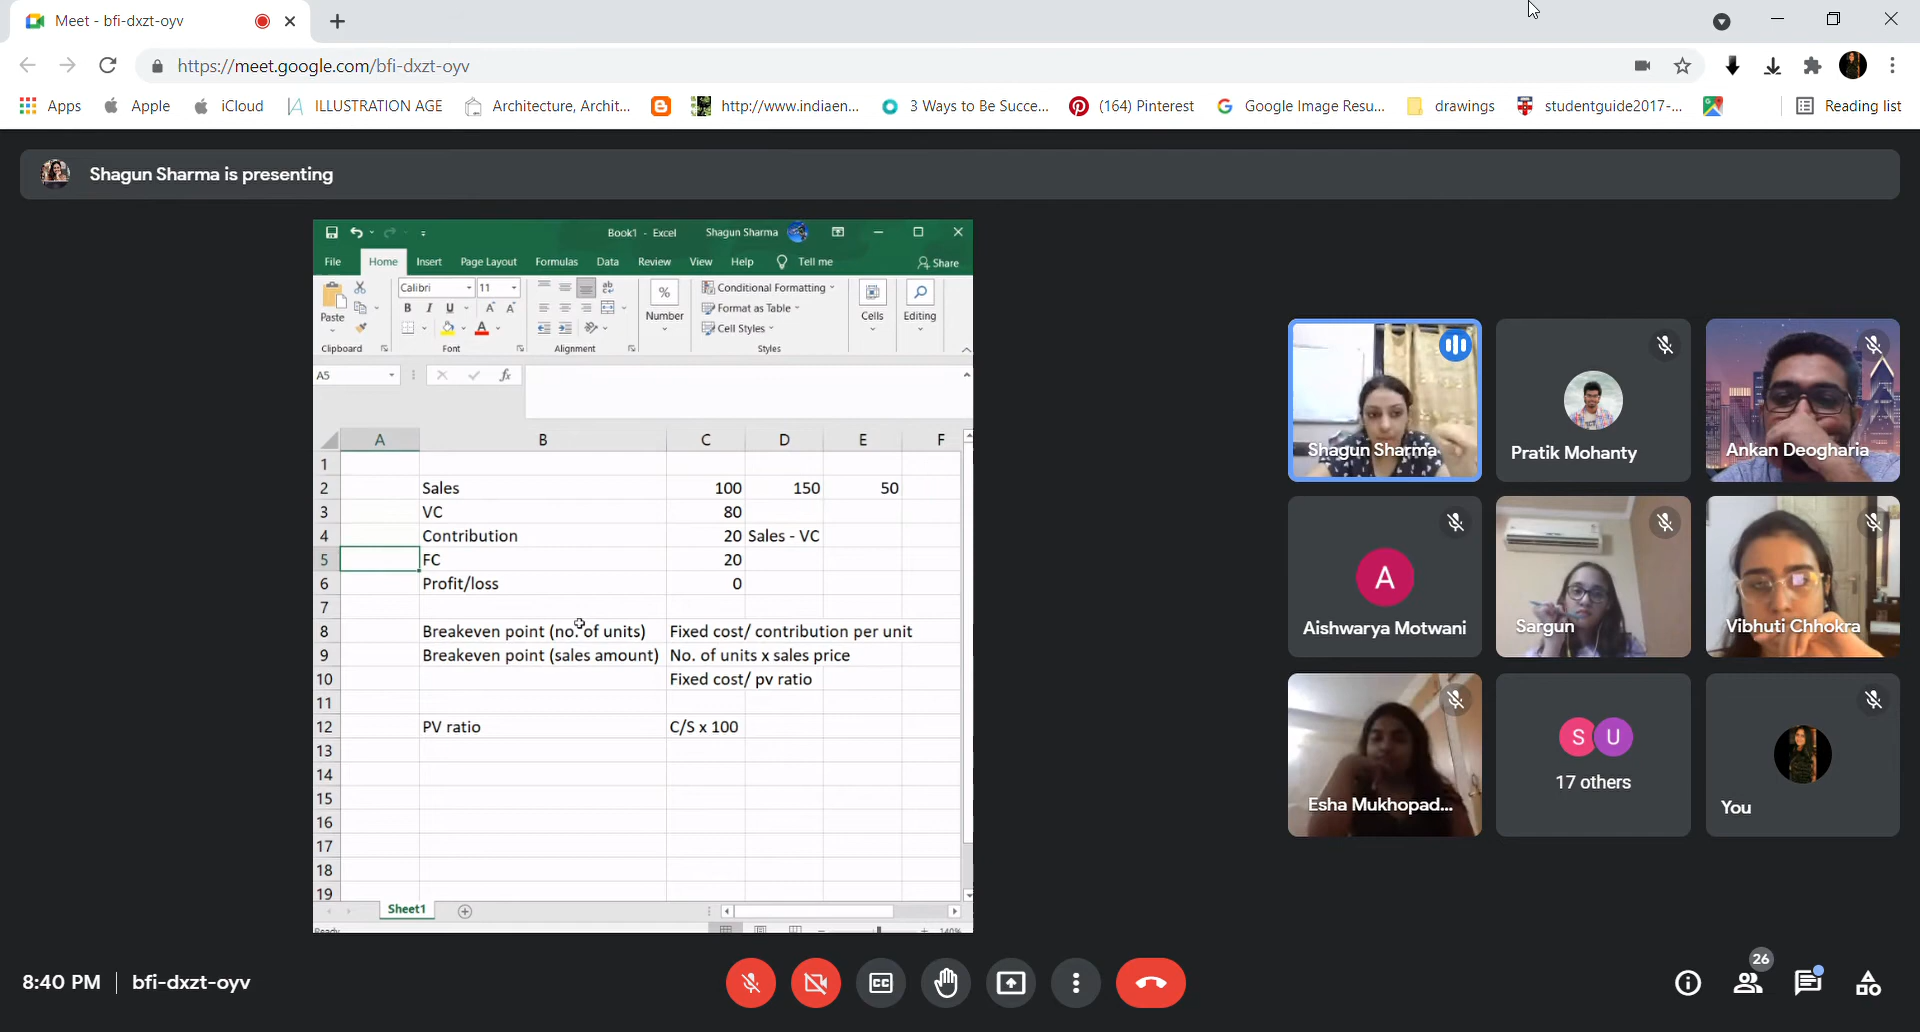 Meet - bfi-dxzt-oyv
https://meet.google.com/bfi-dxzt-oyv
Apps Apple iCloud ILLUSTRATION AGE Architecture, Archit... http://www.indiaen... 3 Ways to Be Succe... (164) Pinterest Google Image Resu... drawings studentguide2017-... Reading list
Shagun Sharma is presenting
Book1 - Excel Shagun Sharma
File Home Insert Page Layout Formulas Data Review View Help Tell me Share
Calibri 11 % Conditional Formatting
Paste B I U Number Format as Table Cells Editing
Cell Styles
Clipboard Font Alignment Styles
A5 fx
A B C D E F
1
2 Sales 100 150 50
3 VC 80
4 Contribution 20 Sales - VC
5 FC 20
6 Profit/loss 0
7
8 Breakeven point (no. of units) Fixed cost/ contribution per unit
9 Breakeven point (sales amount) No. of units x sales price
10 Fixed cost/ pv ratio
11
12 PV ratio C/S x 100
13
14
15
16
17
18
19
Sheet1
Ready 140%
Shagun Sharma
Pratik Mohanty
Ankan Deogharia
A
Aishwarya Motwani
Sargun
Vibhuti Chhokra
Esha Mukhopad...
S U
17 others
You
8:40 PM bfi-dxzt-oyv
CC
26